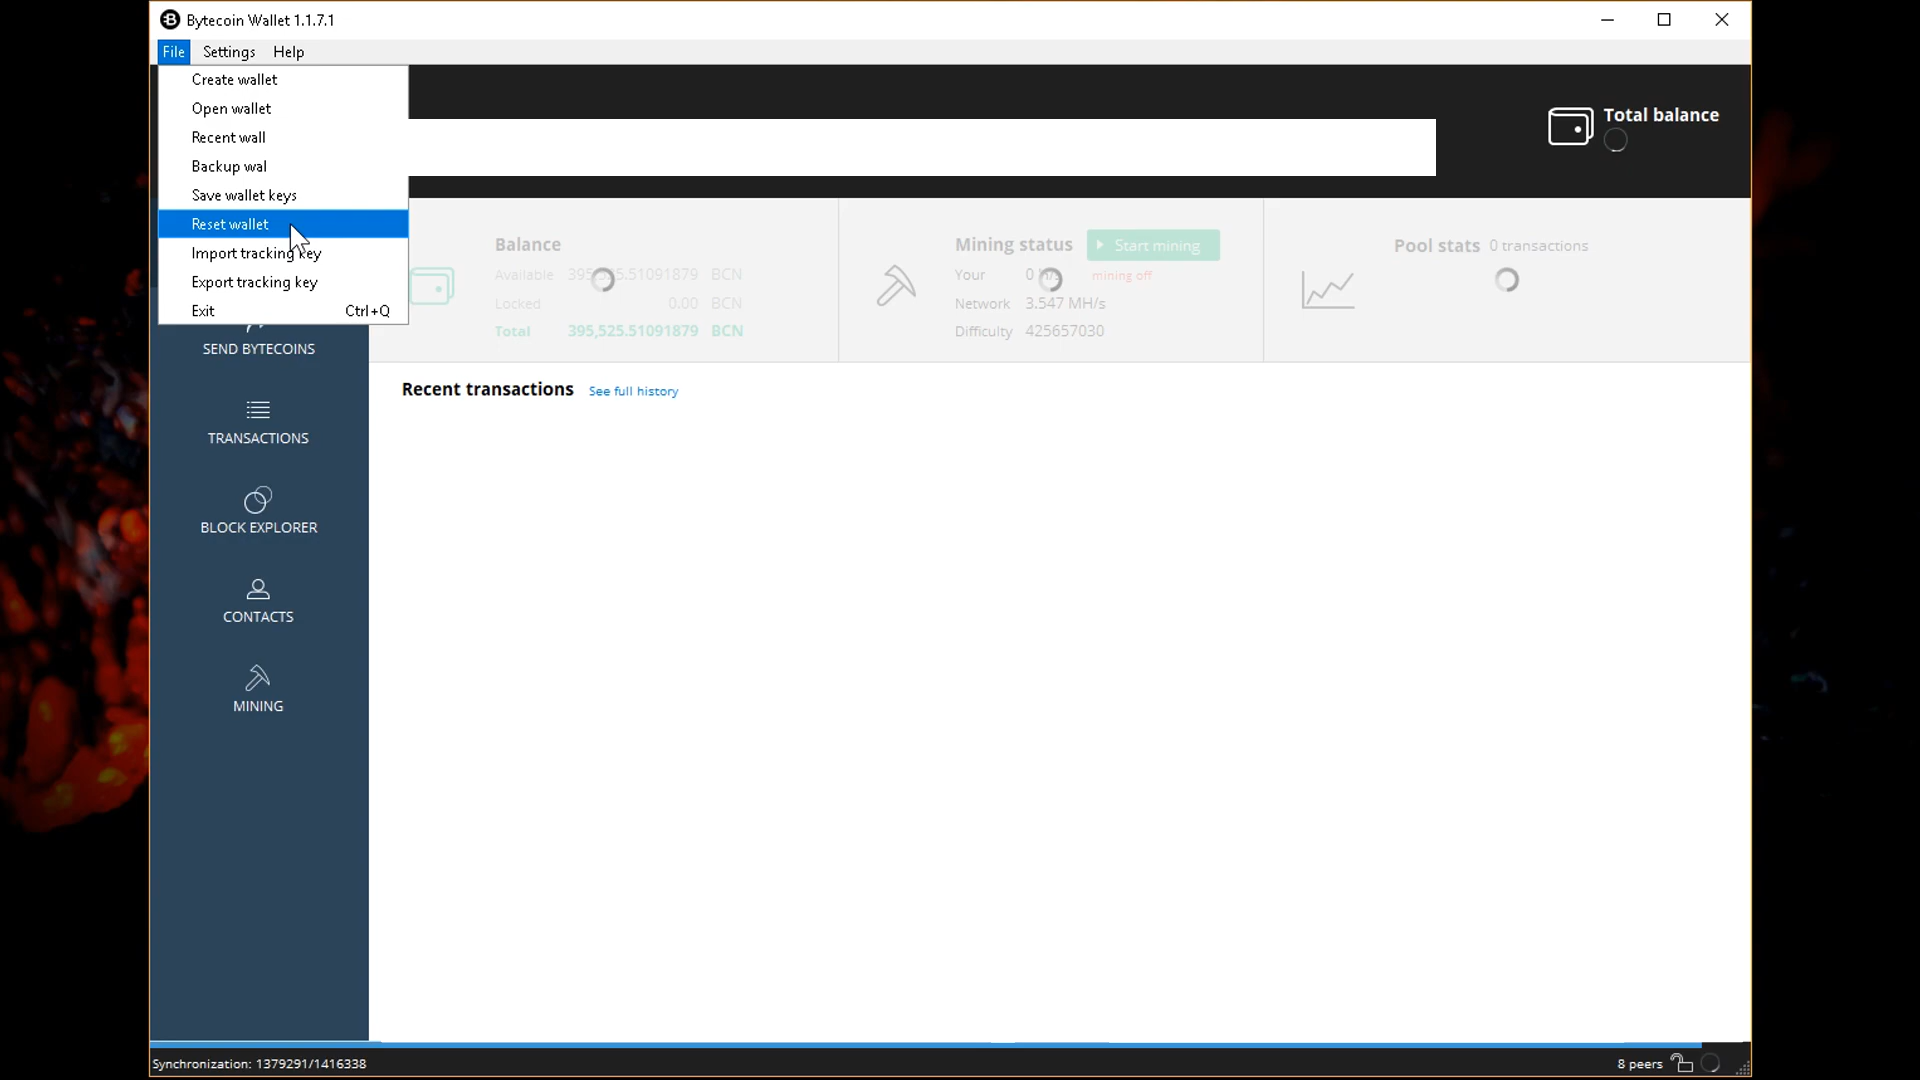 Bytecoin Wallet 1.1.7.1
File Settings Help
Create wallet
Open wallet
Recent wall
Backup wal
Save wallet keys
Reset wallet
Import tracking key
Export tracking key
Exit Ctrl+Q
Total balance
Balance
Available 395,525.51091879 BCN
Locked 0.00 BCN
Total 395,525.51091879 BCN
Mining status Start mining
Your 0 H/s mining off
Network 3.547 MH/s
Difficulty 425657030
Pool stats 0 transactions
SEND BYTECOINS
TRANSACTIONS
BLOCK EXPLORER
CONTACTS
MINING
Recent transactions See full history
Synchronization: 1379291/1416338
8 peers